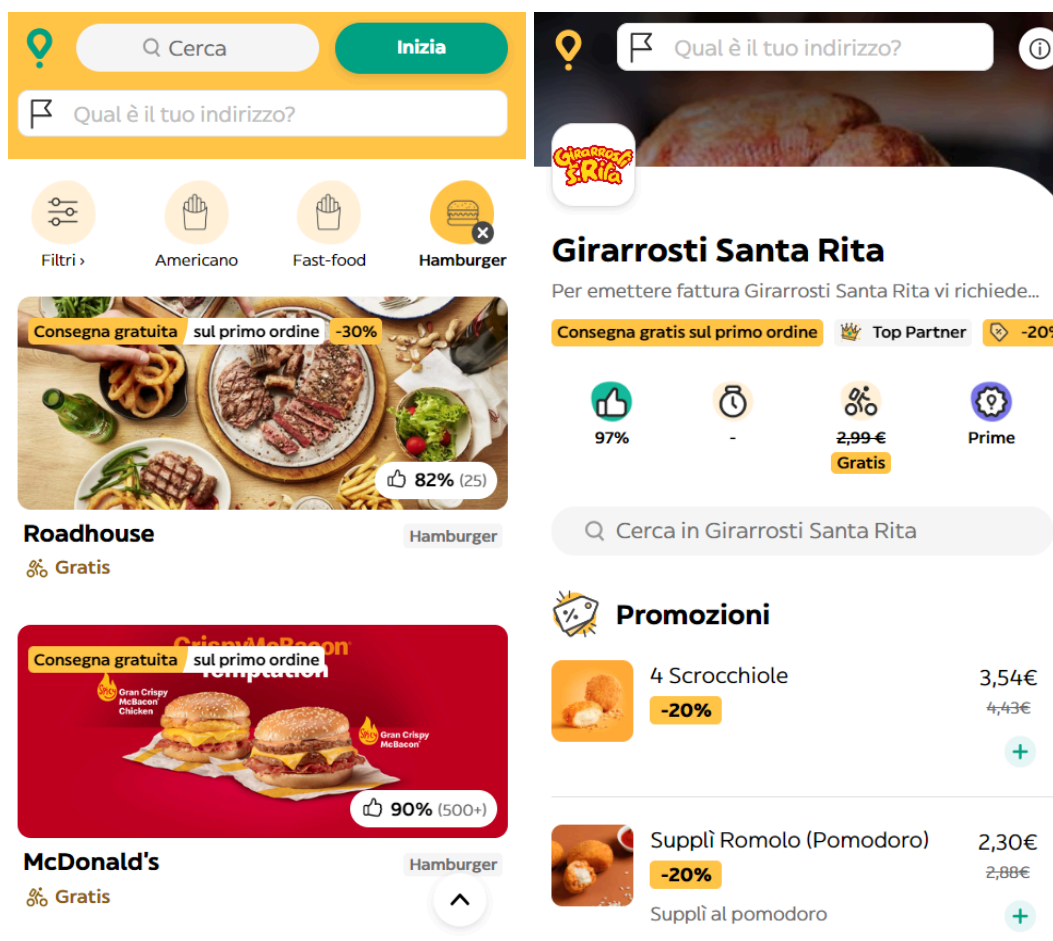 Cerca
Inizia
Qual è il tuo indirizzo?
Filtri ›
Americano
Fast-food
Hamburger
Consegna gratuita sul primo ordine -30%
82% (25)
Roadhouse
Hamburger
Gratis
CrispyMcBacon
Temptation
Consegna gratuita sul primo ordine
SPICY
Gran Crispy
McBacon
Chicken
SPICY
Gran Crispy
McBacon
90% (500+)
McDonald's
Hamburger
Gratis
Qual è il tuo indirizzo?
Girarrosti
S. Rita
Girarrosti Santa Rita
Per emettere fattura Girarrosti Santa Rita vi richiede...
Consegna gratis sul primo ordine
Top Partner
-20%
97%
-
2,99 €
Gratis
Prime
Cerca in Girarrosti Santa Rita
Promozioni
4 Scrocchiole
3,54€
-20%
4,43€
Supplì Romolo (Pomodoro)
2,30€
-20%
2,88€
Supplì al pomodoro